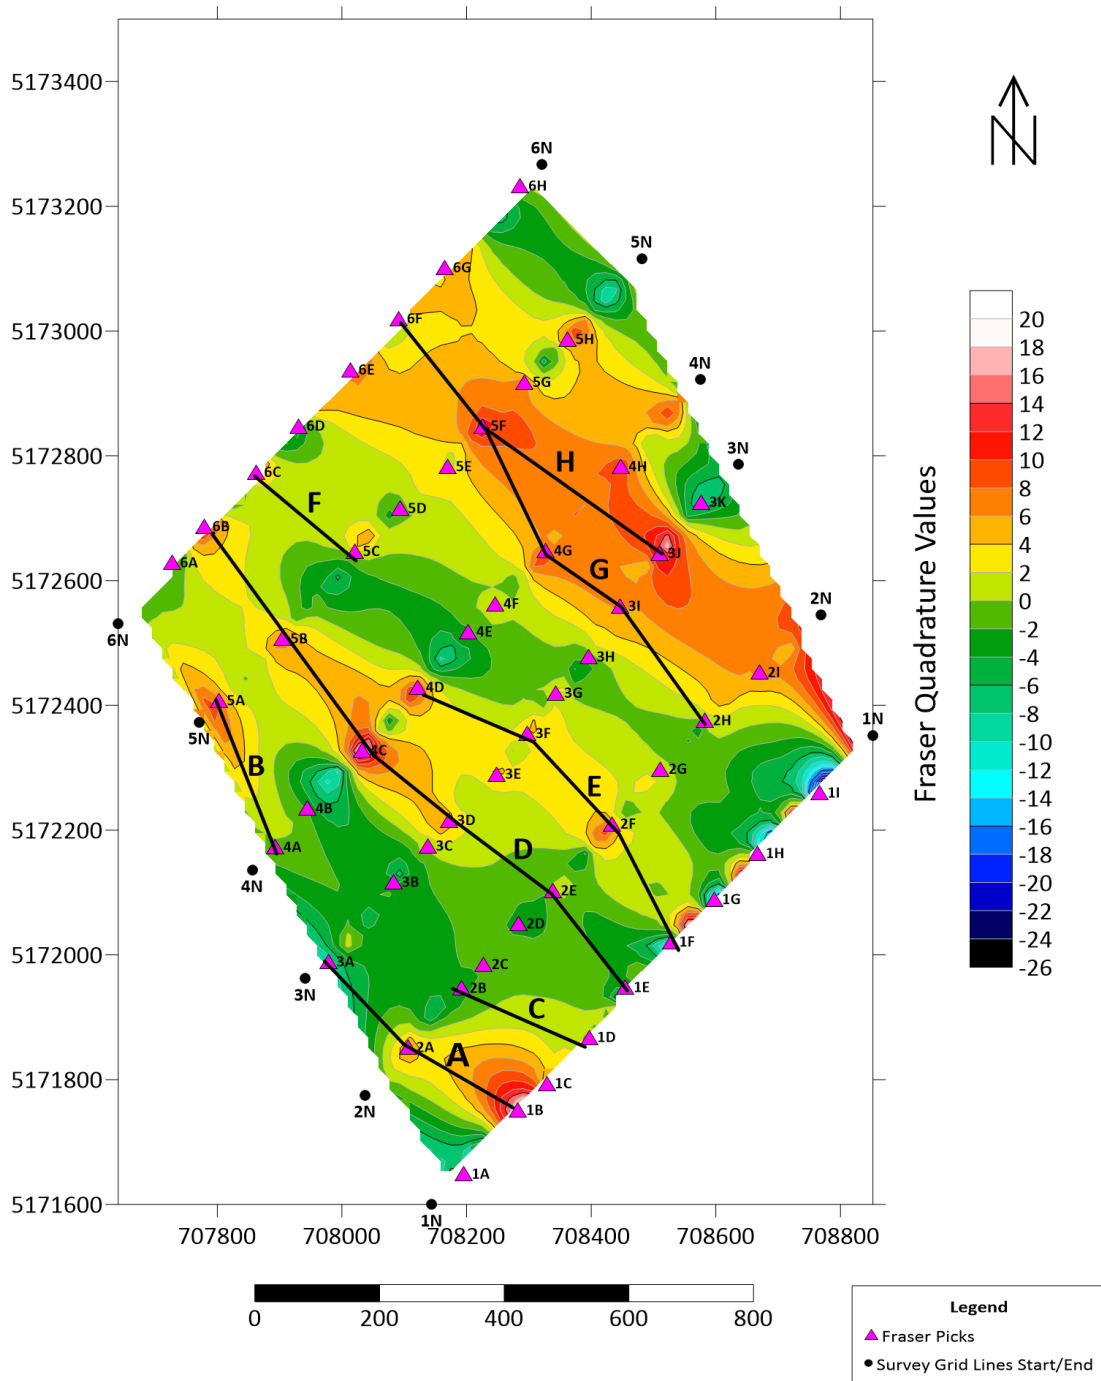 5173400
N
6N
6H
5173200
5N
6G
6F
5173000
5H
4N
6E
5G
6D
5F
5173
20
18
16
14
12
10
8
6
4
2
0
-2
-4
-6
-8
-10
-12
-14
-16
-18
-20
-22
-24
-26
Fraser Quadrature Values
5172800
3N
H
5E
4H
6C
F
3K
5D
6B
5C
4G
3J
6A
G
5172600
4F
3I
2N
6N
4E
5B
3H
2I
4D
3G
5A
5172400
2H
1N
5N
3F
4C
B
3E
E
2G
1I
4B
5172200
3D
2F
4A
3C
D
1H
4N
3B
2E
1G
2D
1F
5172000
3A
2C
3N
2B
1E
C
1D
2A
A
5171800
1C
2N
1B
1A
5171600
1N
707800 708000 708200 708400 708600 708800
0 200 400 600 800
Legend
Fraser Picks
Survey Grid Lines Start/End